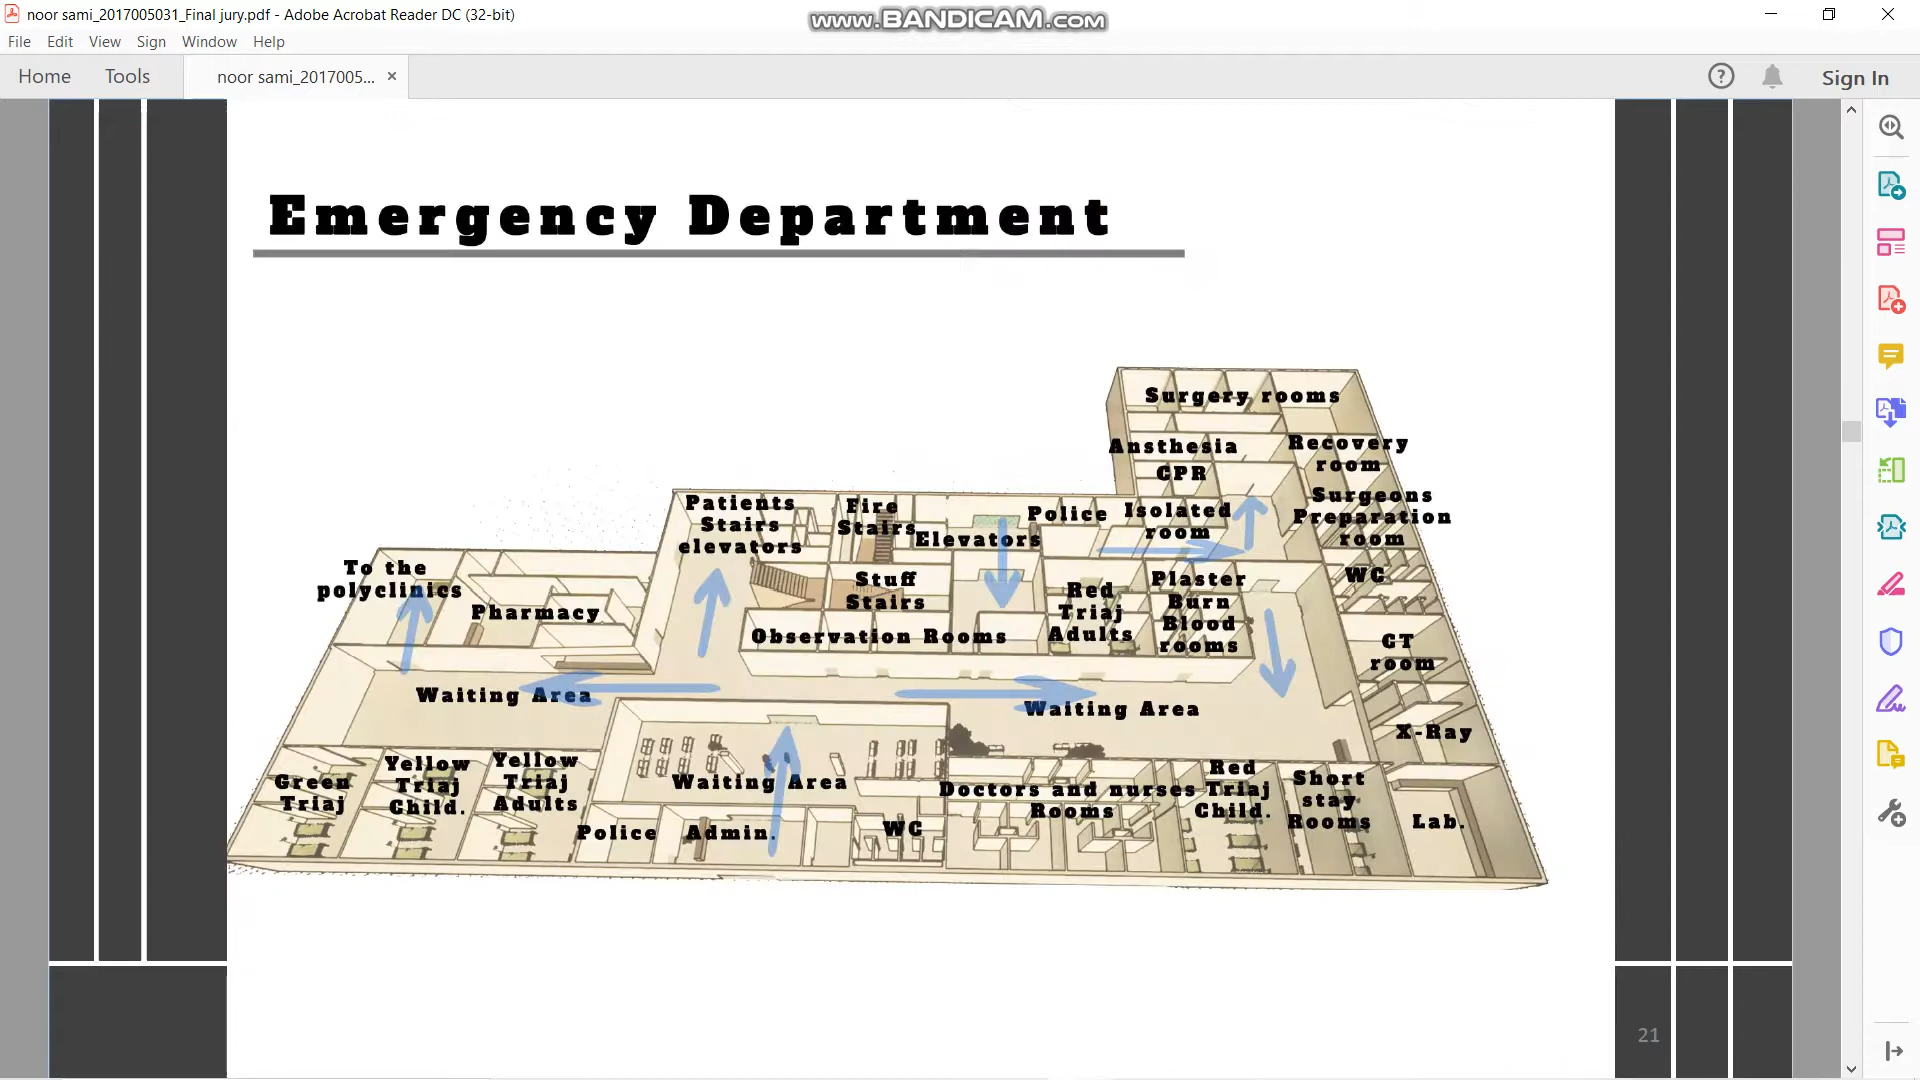 noor sami_2017005031_Final jury.pdf - Adobe Acrobat Reader DC (32-bit)
www.BANDICAM.com
File Edit View Sign Window Help
Home Tools noor sami_2017005... × Sign In
Emergency Department
Surgery rooms
Ansthesia
CPR
Recovery
room
Surgeons
Preparation
room
Patients
Stairs
elevators
Fire
Stairs
Elevators
Police
Isolated
room
To the
polyclinics
Pharmacy
Stuff
Stairs
Observation Rooms
Red
Triaj
Adults
Plaster
Burn
Blood
rooms
WC
CT
room
Waiting Area
Waiting Area
X-Ray
Green
Triaj
Yellow
Triaj
Child.
Yellow
Triaj
Adults
Waiting Area
Police
Admin.
WC
Doctors and nurses
Rooms
Red
Triaj
Child.
Short
stay
Rooms
Lab.
21